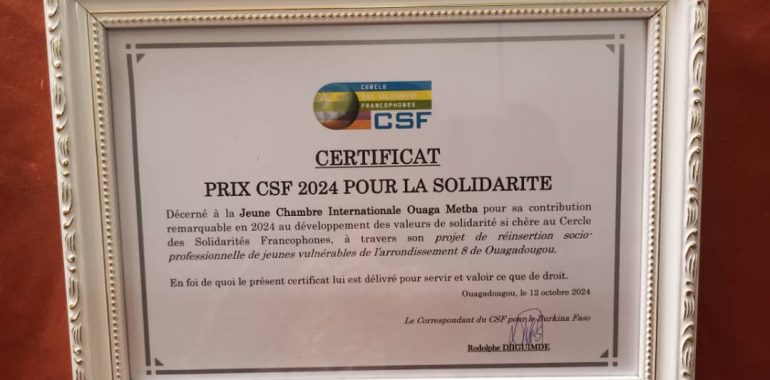 CERCLE
DES SOLIDARITES
FRANCOPHONES
CSF
CERTIFICAT
PRIX CSF 2024 POUR LA SOLIDARITE
Décerné à la Jeune Chambre Internationale Ouaga Metba pour sa contribution
remarquable en 2024 au développement des valeurs de solidarité si chère au Cercle
des Solidarités Francophones, à travers son projet de réinsertion socio-
professionnelle de jeunes vulnérables de l'arrondissement 8 de Ouagadougou.
En foi de quoi le présent certificat lui est délivré pour servir et valoir ce que de droit.
Ouagadougou, le 12 octobre 2024
Le Correspondant du CSF pour le Burkina Faso
Rodolphe DJIGUIMDE